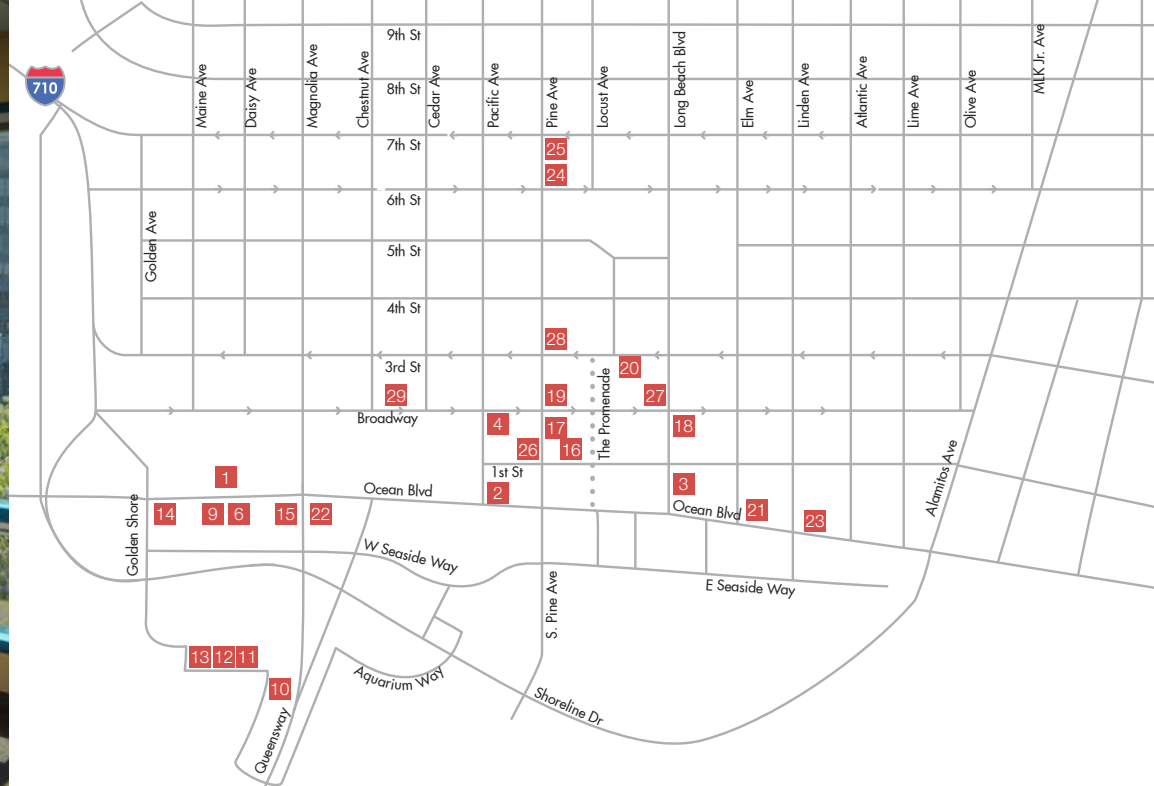 9th St
710
Maine Ave
Daisy Ave
Magnolia Ave
Chestnut Ave
Cedar Ave
Pacific Ave
Pine Ave
Locust Ave
Long Beach Blvd
Elm Ave
Linden Ave
Atlantic Ave
Lime Ave
Olive Ave
MLK Jr. Ave
8th St
7th St
25
24
6th St
Golden Ave
5th St
4th St
28
3rd St
20
29
19
27
The Promenade
Broadway
4
17
18
26
16
1
1st St
2
3
Ocean Blvd
Ocean Blvd
Alamitos Ave
Golden Shore
14
9
6
15
22
21
23
W Seaside Way
E Seaside Way
S. Pine Ave
13
12
11
10
Aquarium Way
Shoreline Dr
Queensway